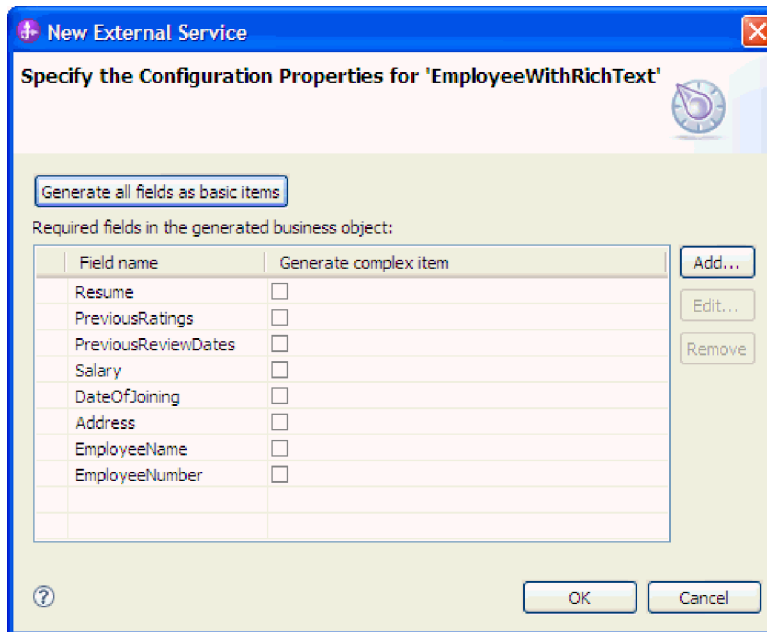 New External Service
Specify the Configuration Properties for 'EmployeeWithRichText'
Generate all fields as basic items
Required fields in the generated business object:
Field name Generate complex item
Add...
Resume
Edit...
PreviousRatings
PreviousReviewDates
Remove
Salary
DateOfJoining
Address
EmployeeName
EmployeeNumber
? OK Cancel